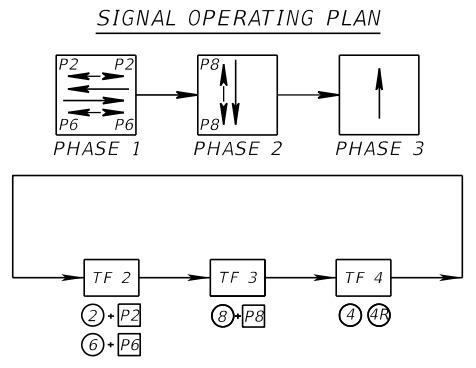 SIGNAL OPERATING PLAN
P2 P2 P8
P6 P6 P8
PHASE 1 PHASE 2 PHASE 3
TF 2 TF 3 TF 4
2 + P2 8 + P8 4 4R
6 + P6